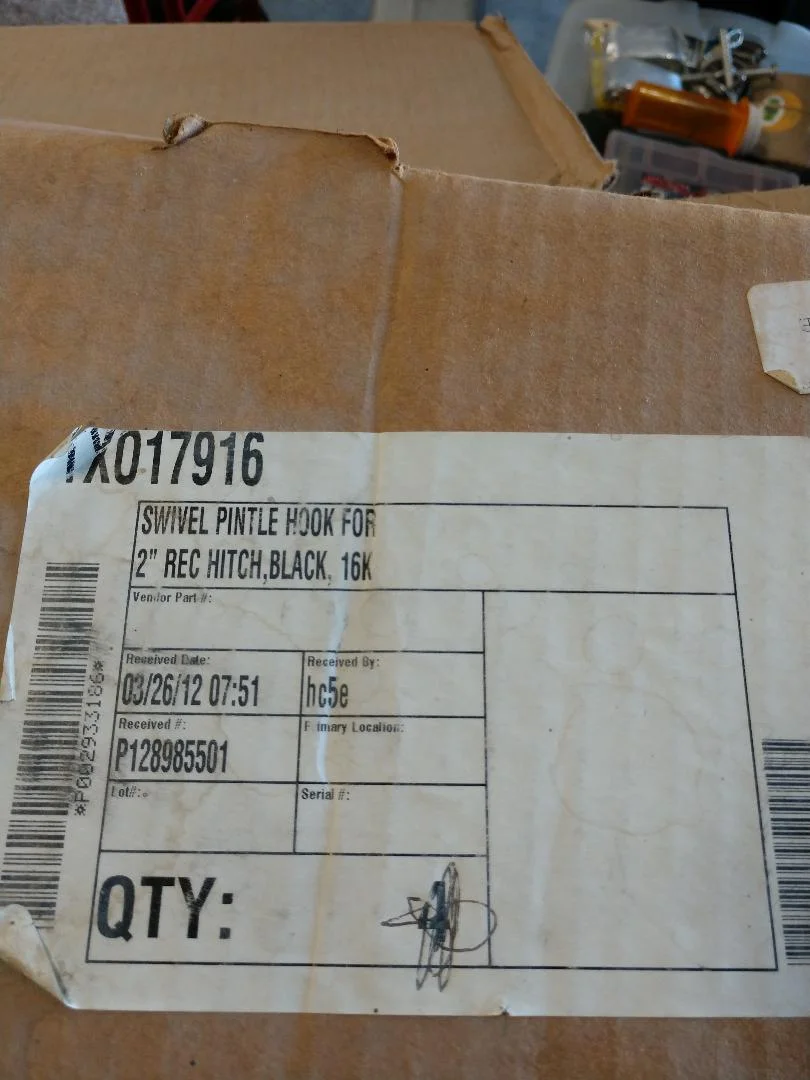 TX017916
SWIVEL PINTLE HOOK FOR
2" REC HITCH,BLACK, 16K
Vendor Part #:
Received Date:
03/26/12 07:51
Received By:
hc5e
Received #:
P128985501
Primary Location:
Lot#:
Serial #:
QTY:
*P002933186*